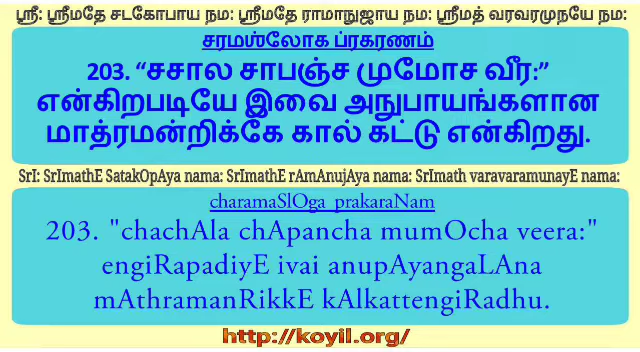 ஸ்ரீ: ஸ்ரீமதே சடகோபாய நம: ஸ்ரீமதே ராமாநுஜாய நம: ஸ்ரீமத் வரவரமுநயே நம:
சரமஶ்லோக ப்ரகரணம்
203. “சசால சாபஞ்ச முமோச வீர:”
என்கிறபடியே இவை அநுபாயங்களான
மாத்ரமன்றிக்கே கால் கட்டு என்கிறது.
SrI: SrImathE SatakOpAya nama: SrImathE rAmAnujAya nama: SrImath varavaramunayE nama:
charamaSlOga prakaraNam
203. "chachAla chApancha mumOcha veera:"
engiRapadiyE ivai anupAyangaLAna
mAthramanRikkE kAlkattengiRadhu.
http://koyil.org/